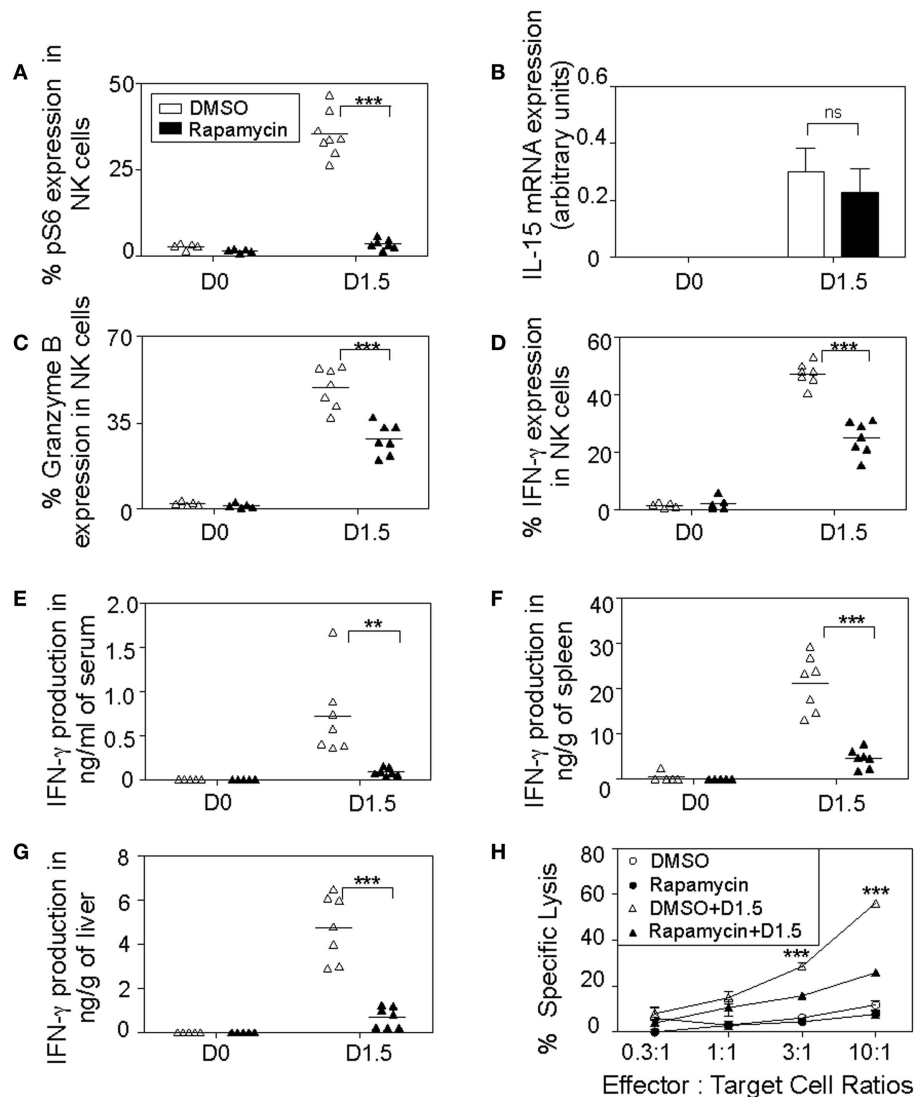 A
% pS6 expression in
NK cells
50
25
0
DMSO
Rapamycin
***
D0
D1.5
B
IL-15 mRNA expression
(arbitrary units)
0.6
0.4
0.2
0.0
ns
D0
D1.5
C
% Granzyme B
expression in NK cells
70
35
0
***
D0
D1.5
D
% IFN-γ expression
in NK cells
60
40
20
0
***
D0
D1.5
E
IFN-γ production in
ng/ml of serum
2.0
1.5
1.0
0.5
0
**
D0
D1.5
F
IFN-γ production in
ng/g of spleen
40
30
20
10
0
***
D0
D1.5
G
IFN-γ production in
ng/g of liver
8
6
4
2
0
***
D0
D1.5
H
% Specific Lysis
80
60
40
20
0
DMSO
Rapamycin
DMSO+D1.5
Rapamycin+D1.5
***
***
0.3:1
1:1
3:1
10:1
Effector : Target Cell Ratios